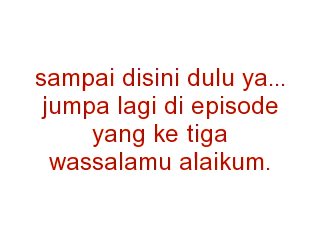 sampai disini dulu ya...
jumpa lagi di episode
yang ke tiga
wassalamu alaikum.